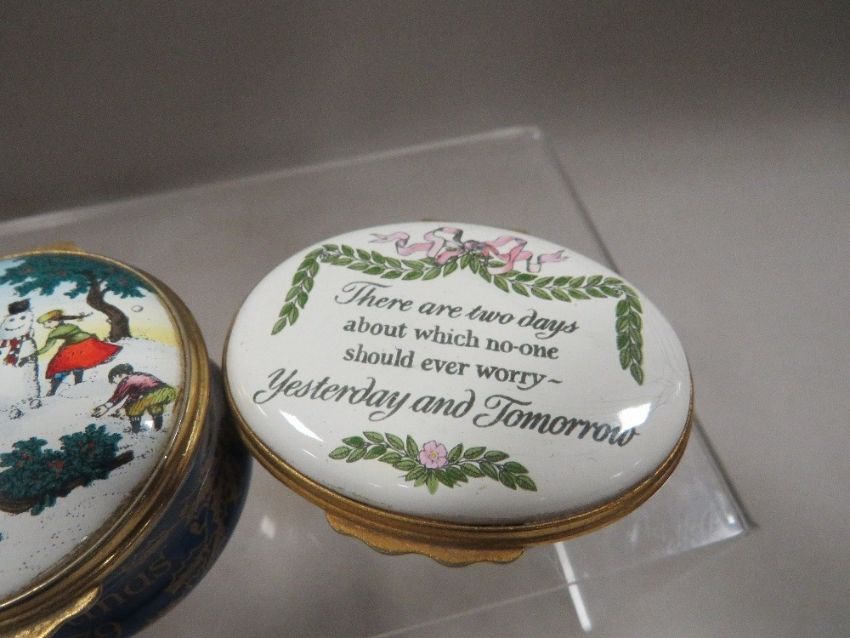 There are two days
about which no-one
should ever worry~
Yesterday and Tomorrow